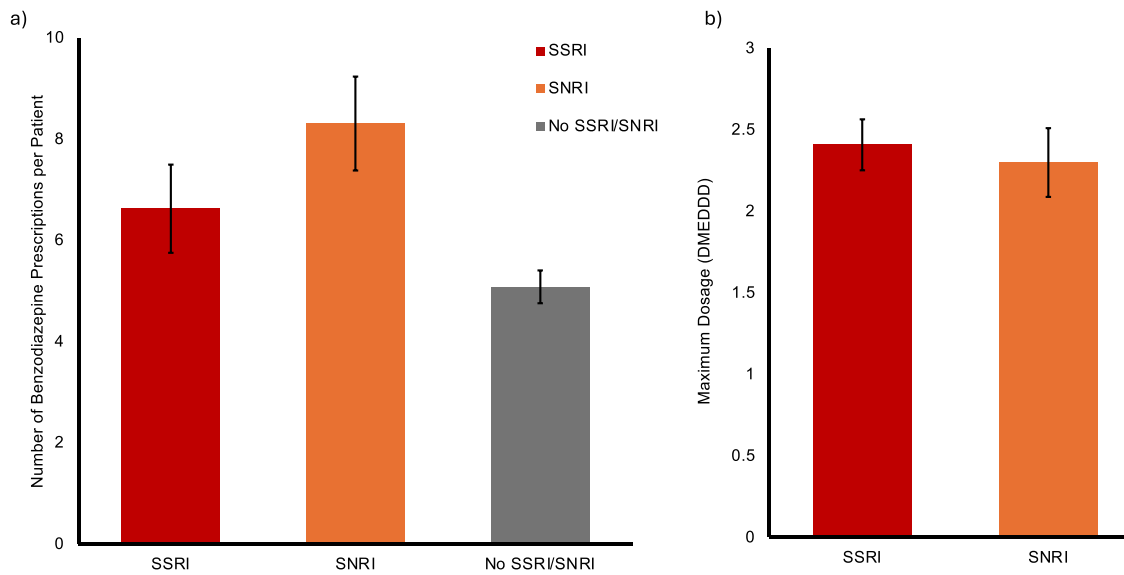 a)
Number of Benzodiazepine Prescriptions per Patient
10
8
6
4
2
0
SSRI
SNRI
No SSRI/SNRI
SSRI
SNRI
No SSRI/SNRI
b)
Maximum Dosage (DMEDDD)
3
2.5
2
1.5
1
0.5
0
SSRI
SNRI